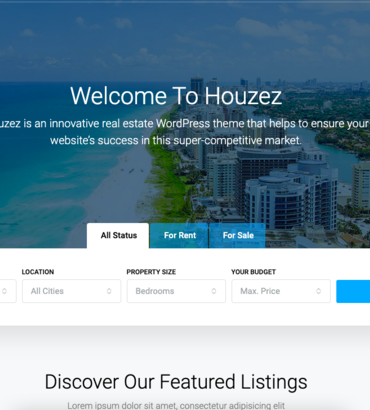 Welcome To Houzez
uzez is an innovative real estate WordPress theme that helps to ensure your
website's success in this super-competitive market.
All Status For Rent For Sale
LOCATION PROPERTY SIZE YOUR BUDGET
All Cities Bedrooms Max. Price
Discover Our Featured Listings
Lorem ipsum dolor sit amet, consectetur adipisicing elit